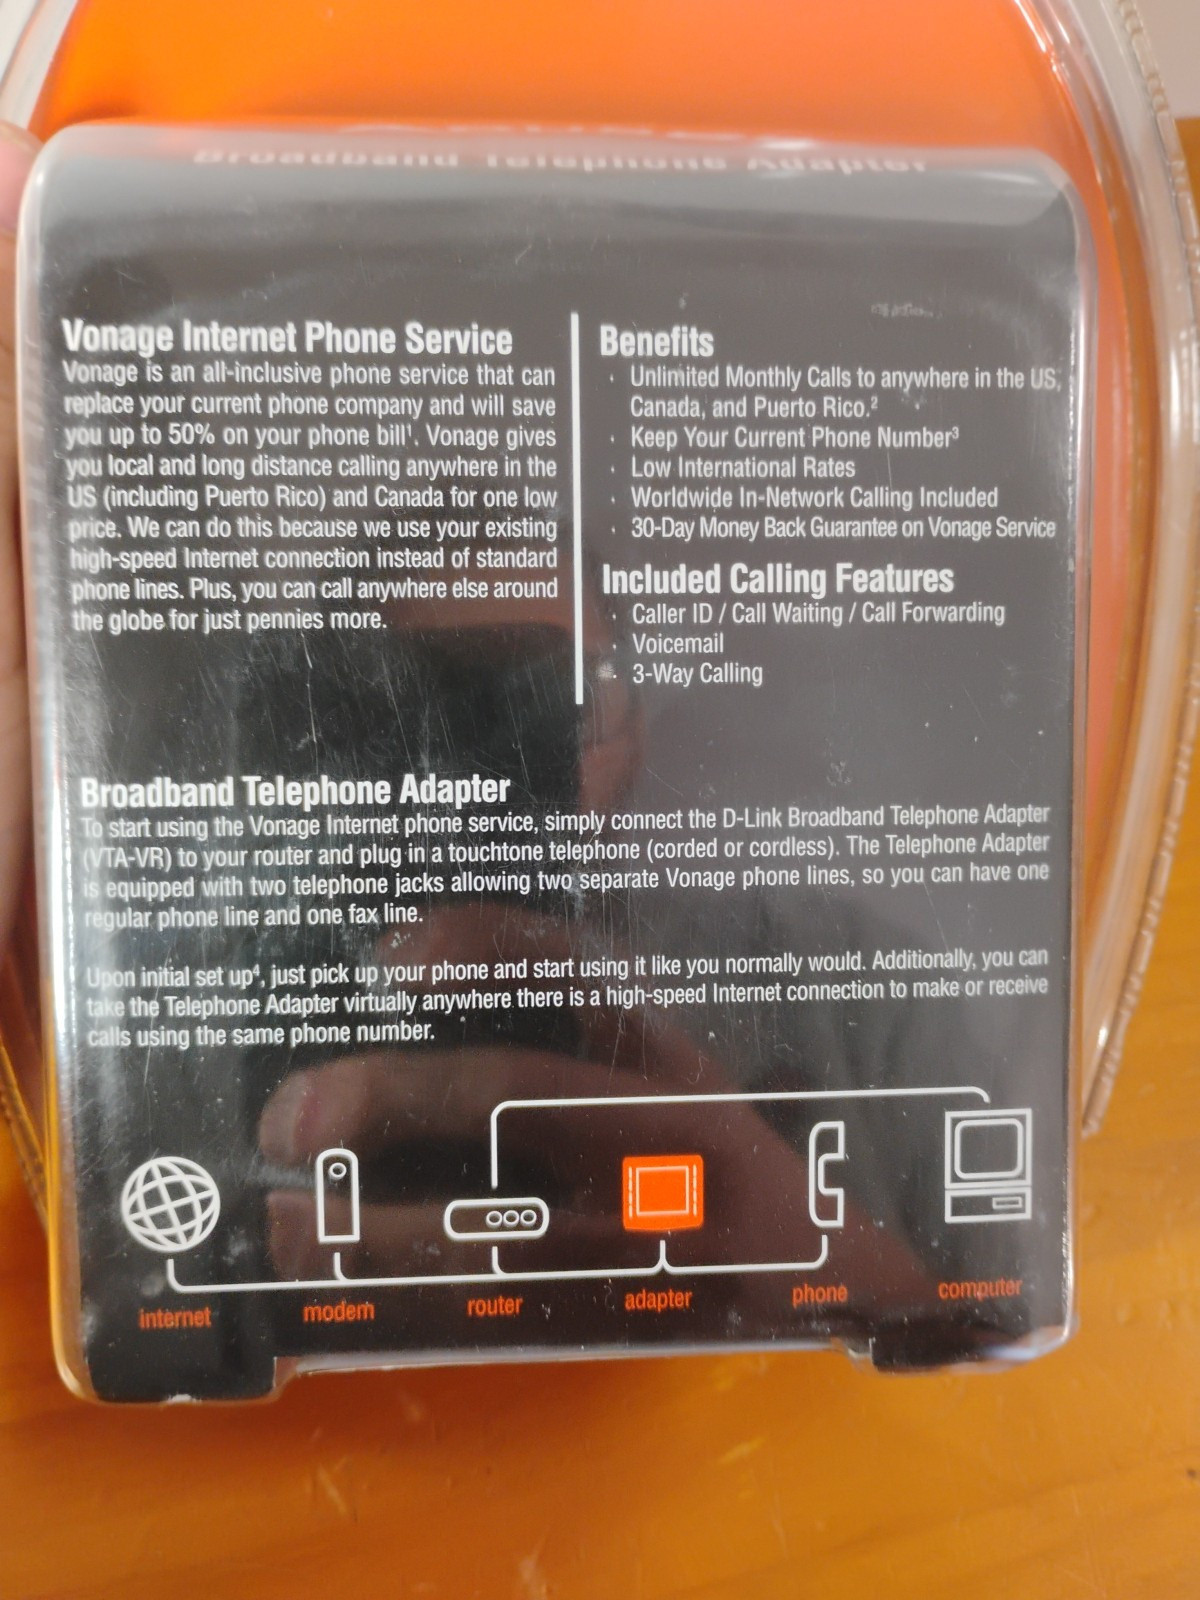 Broadband Telephone Adapter
Vonage Internet Phone Service
Vonage is an all-inclusive phone service that can
replace your current phone company and will save
you up to 50% on your phone bill¹. Vonage gives
you local and long distance calling anywhere in the
US (including Puerto Rico) and Canada for one low
price. We can do this because we use your existing
high-speed Internet connection instead of standard
phone lines. Plus, you can call anywhere else around
the globe for just pennies more.
Benefits
· Unlimited Monthly Calls to anywhere in the US,
Canada, and Puerto Rico.²
· Keep Your Current Phone Number³
· Low International Rates
· Worldwide In-Network Calling Included
· 30-Day Money Back Guarantee on Vonage Service
Included Calling Features
· Caller ID / Call Waiting / Call Forwarding
· Voicemail
· 3-Way Calling
Broadband Telephone Adapter
To start using the Vonage Internet phone service, simply connect the D-Link Broadband Telephone Adapter
(VTA-VR) to your router and plug in a touchtone telephone (corded or cordless). The Telephone Adapter
is equipped with two telephone jacks allowing two separate Vonage phone lines, so you can have one
regular phone line and one fax line.
Upon initial set up⁴, just pick up your phone and start using it like you normally would. Additionally, you can
take the Telephone Adapter virtually anywhere there is a high-speed Internet connection to make or receive
calls using the same phone number.
internet modem router adapter phone computer